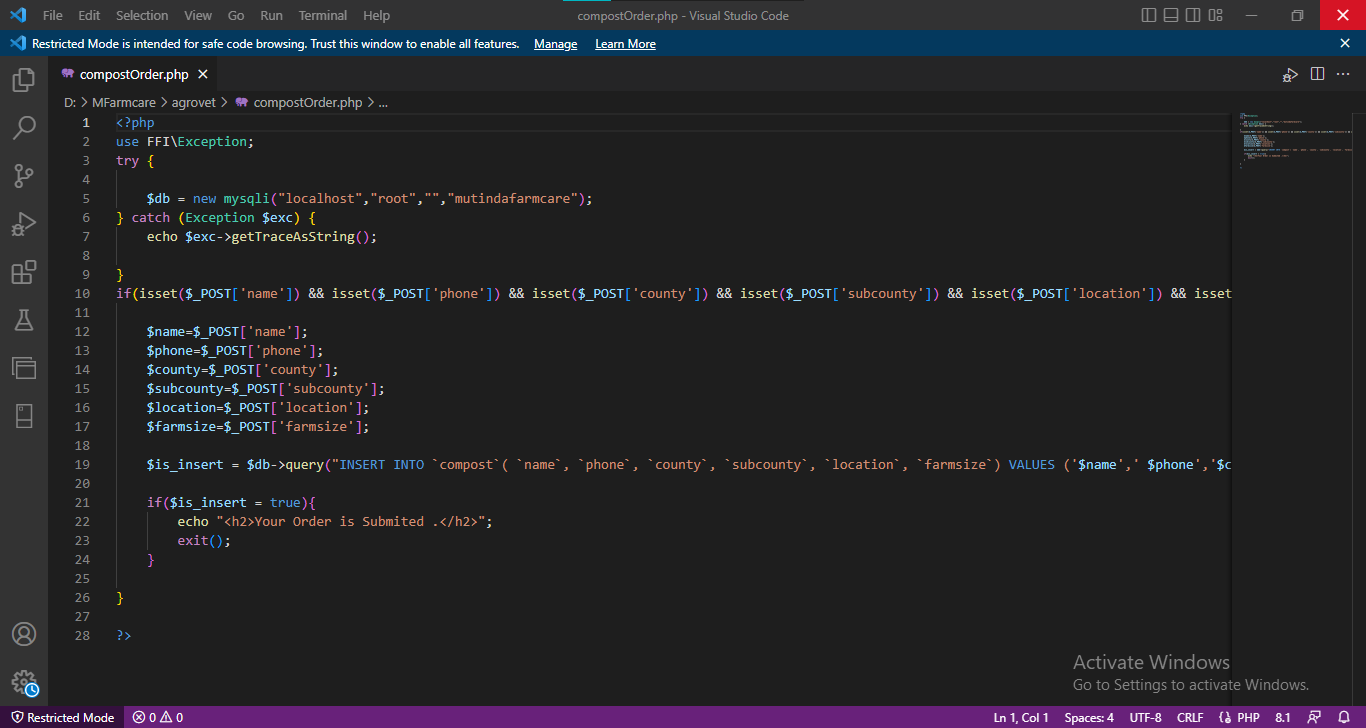 File Edit Selection View Go Run Terminal Help compostOrder.php - Visual Studio Code
Restricted Mode is intended for safe code browsing. Trust this window to enable all features. Manage Learn More
compostOrder.php
D: > MFarmcare > agrovet > compostOrder.php > ...
1 <?php
2 use FFI\Exception;
3 try {
4
5 $db = new mysqli("localhost","root","","mutindafarmcare");
6 } catch (Exception $exc) {
7 echo $exc->getTraceAsString();
8
9 }
10 if(isset($_POST['name']) && isset($_POST['phone']) && isset($_POST['county']) && isset($_POST['subcounty']) && isset($_POST['location']) && isset
11
12 $name=$_POST['name'];
13 $phone=$_POST['phone'];
14 $county=$_POST['county'];
15 $subcounty=$_POST['subcounty'];
16 $location=$_POST['location'];
17 $farmsize=$_POST['farmsize'];
18
19 $is_insert = $db->query("INSERT INTO `compost`( `name`, `phone`, `county`, `subcounty`, `location`, `farmsize`) VALUES ('$name',' $phone','$c
20
21 if($is_insert = true){
22 echo "<h2>Your Order is Submited .</h2>";
23 exit();
24 }
25
26 }
27
28 ?>
Activate Windows
Go to Settings to activate Windows.
Restricted Mode 0 0 Ln 1, Col 1 Spaces: 4 UTF-8 CRLF PHP 8.1